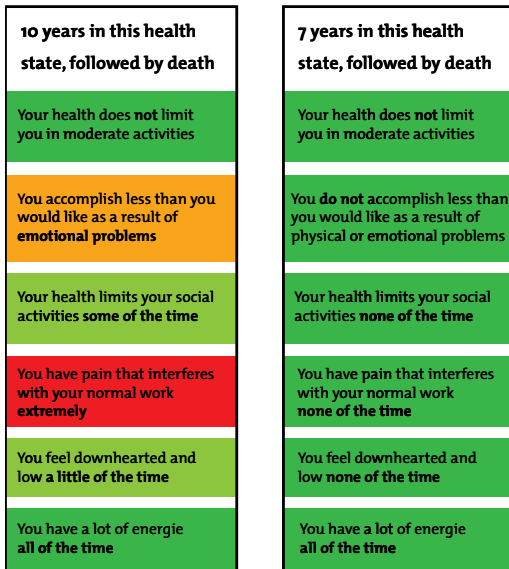 10 years in this health
state, followed by death
Your health does not limit
you in moderate activities
You accomplish less than you
would like as a result of
emotional problems
Your health limits your social
activities some of the time
You have pain that interferes
with your normal work
extremely
You feel downhearted and
low a little of the time
You have a lot of energie
all of the time
7 years in this health
state, followed by death
Your health does not limit
you in moderate activities
You do not accomplish less than
you would like as a result of
physical or emotional problems
Your health limits your social
activities none of the time
You have pain that interferes
with your normal work
none of the time
You feel downhearted and
low none of the time
You have a lot of energie
all of the time